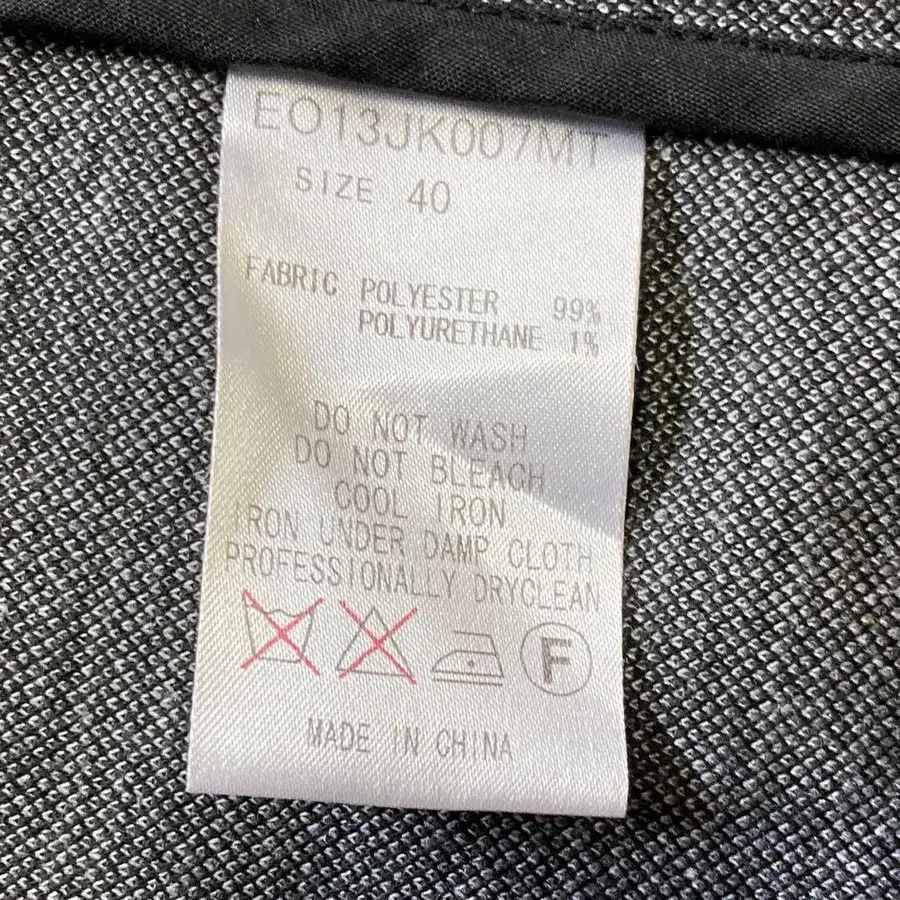 EO13JK007MT
SIZE 40
FABRIC POLYESTER 99%
POLYURETHANE 1%
DO NOT WASH
DO NOT BLEACH
COOL IRON
IRON UNDER DAMP CLOTH
PROFESSIONALLY DRYCLEAN
F
MADE IN CHINA